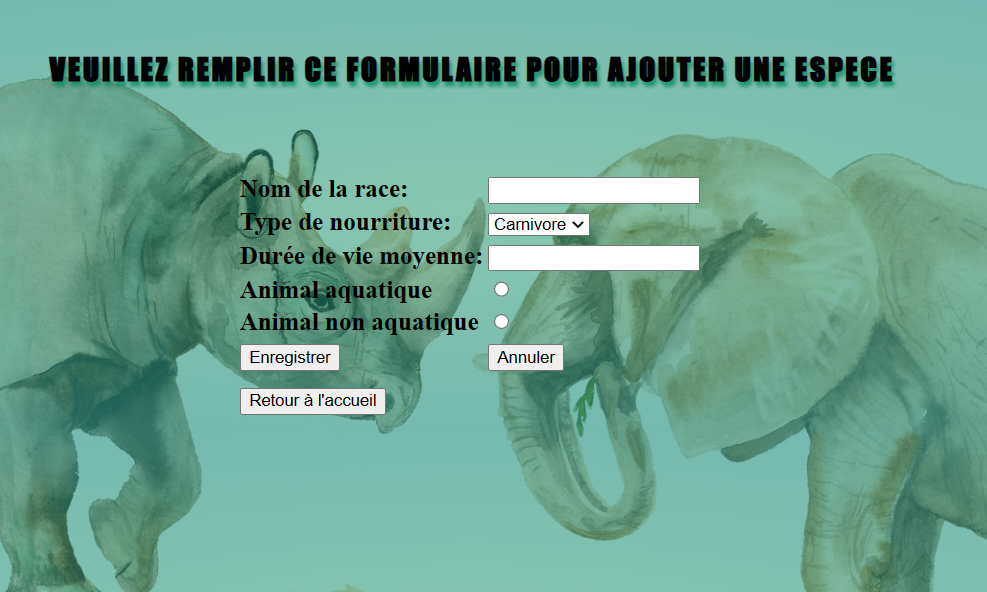 VEUILLEZ REMPLIR CE FORMULAIRE POUR AJOUTER UNE ESPECE
Nom de la race:
Type de nourriture: Carnivore
Durée de vie moyenne:
Animal aquatique
Animal non aquatique
Enregistrer Annuler
Retour à l'accueil